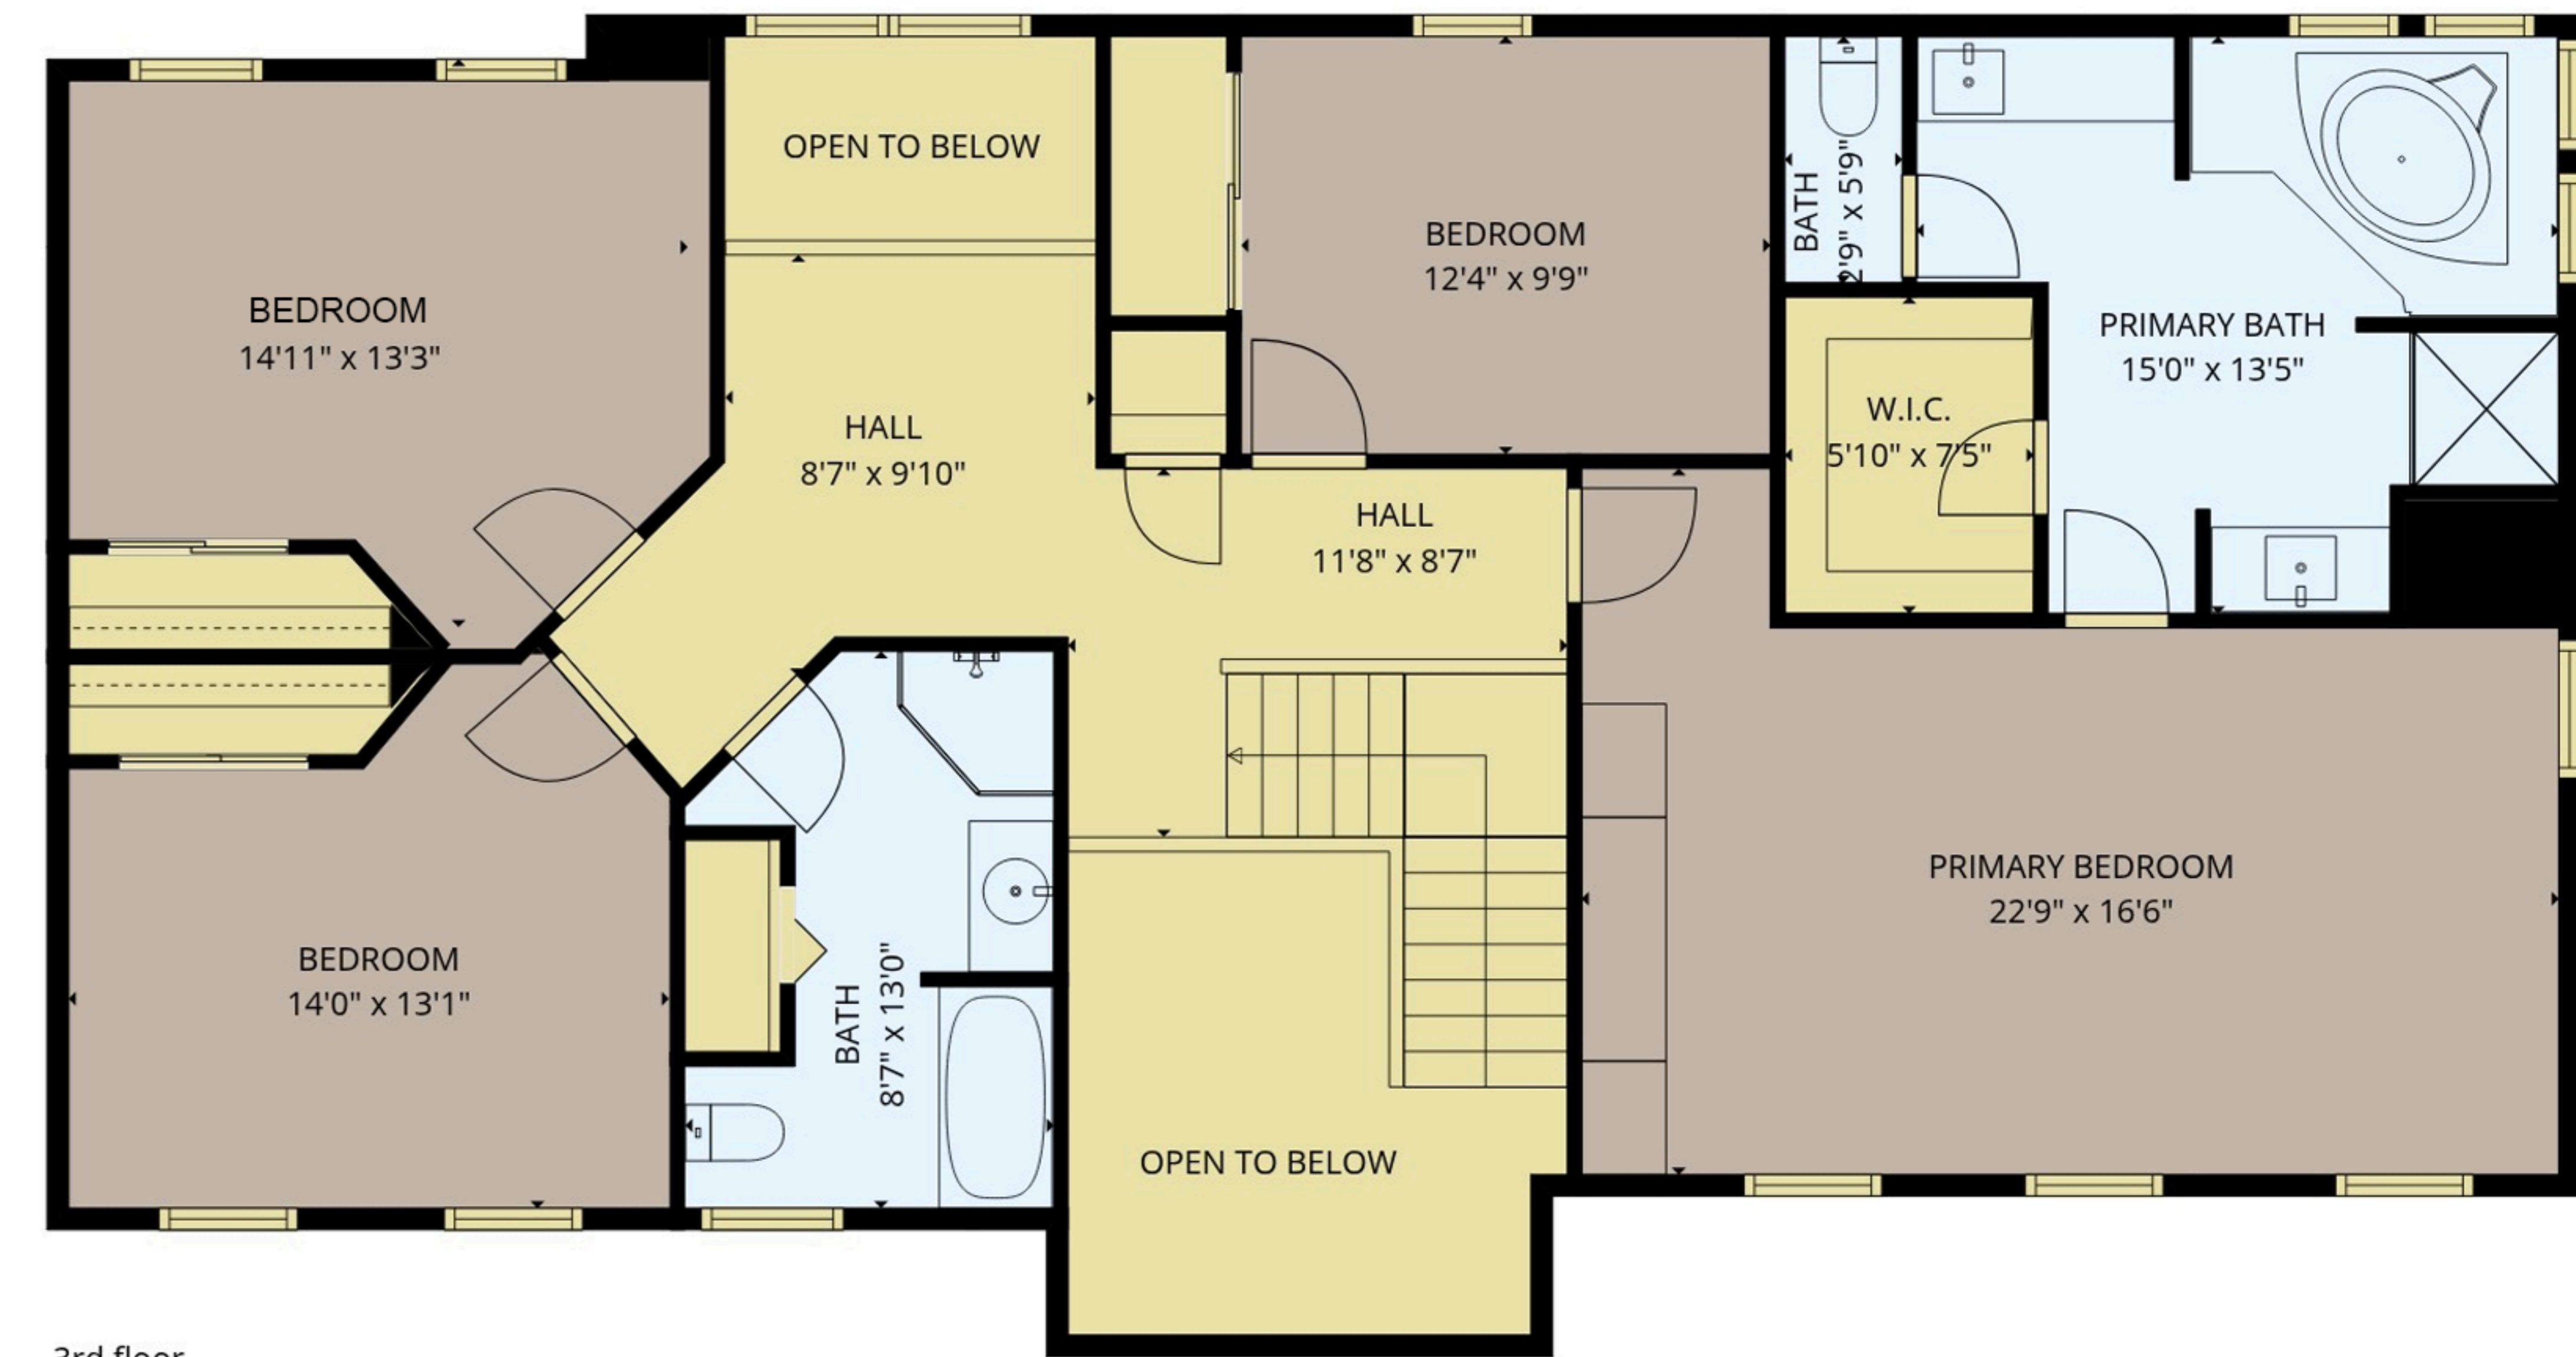 OPEN TO BELOW
BEDROOM
14'11" x 13'3"
HALL
8'7" x 9'10"
BEDROOM
12'4" x 9'9"
BATH
2'9" x 5'9"
PRIMARY BATH
15'0" x 13'5"
W.I.C.
5'10" x 7'5"
HALL
11'8" x 8'7"
PRIMARY BEDROOM
22'9" x 16'6"
BEDROOM
14'0" x 13'1"
BATH
8'7" x 13'0"
OPEN TO BELOW
3rd floor